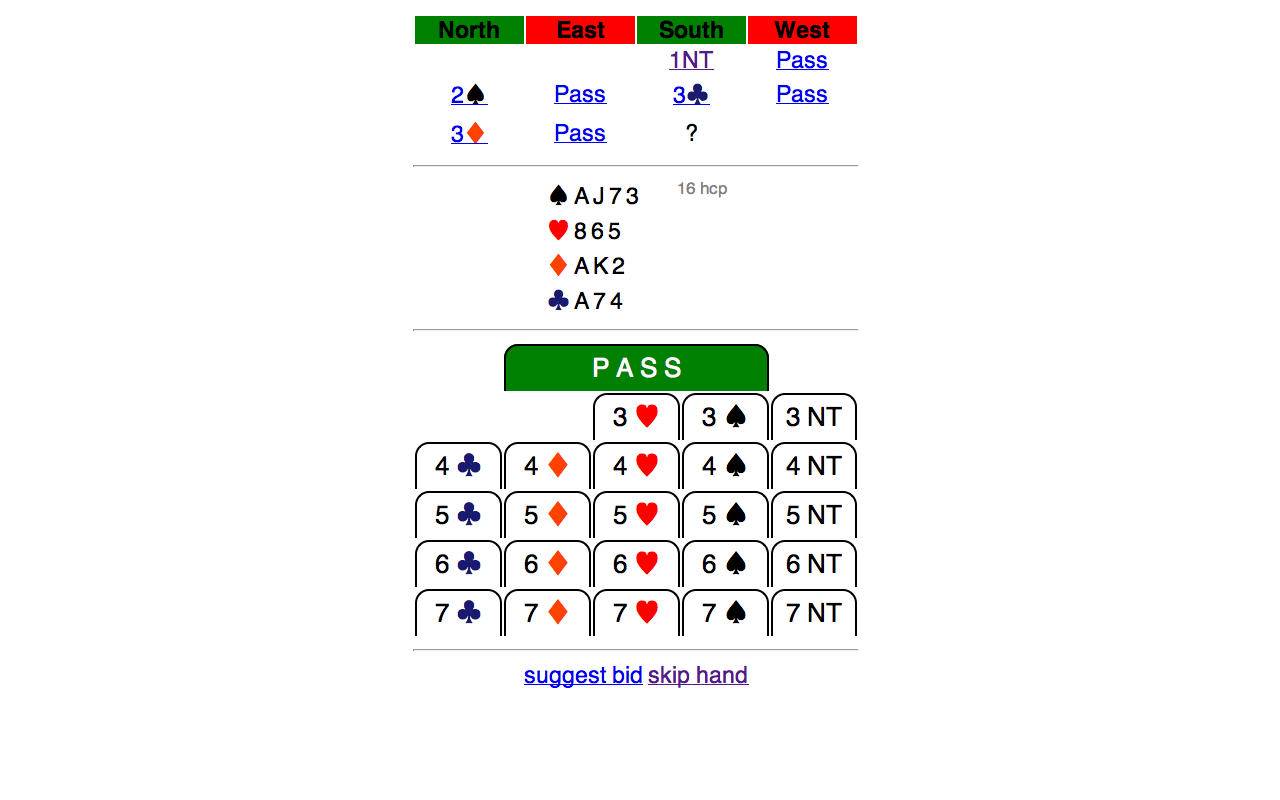 North East South West
1NT Pass
2♠ Pass 3♣ Pass
3♦ Pass ?
♠ A J 7 3 16 hcp
♥ 8 6 5
♦ A K 2
♣ A 7 4
PASS
3 ♥ 3 ♠ 3 NT
4 ♣ 4 ♦ 4 ♥ 4 ♠ 4 NT
5 ♣ 5 ♦ 5 ♥ 5 ♠ 5 NT
6 ♣ 6 ♦ 6 ♥ 6 ♠ 6 NT
7 ♣ 7 ♦ 7 ♥ 7 ♠ 7 NT
suggest bid skip hand